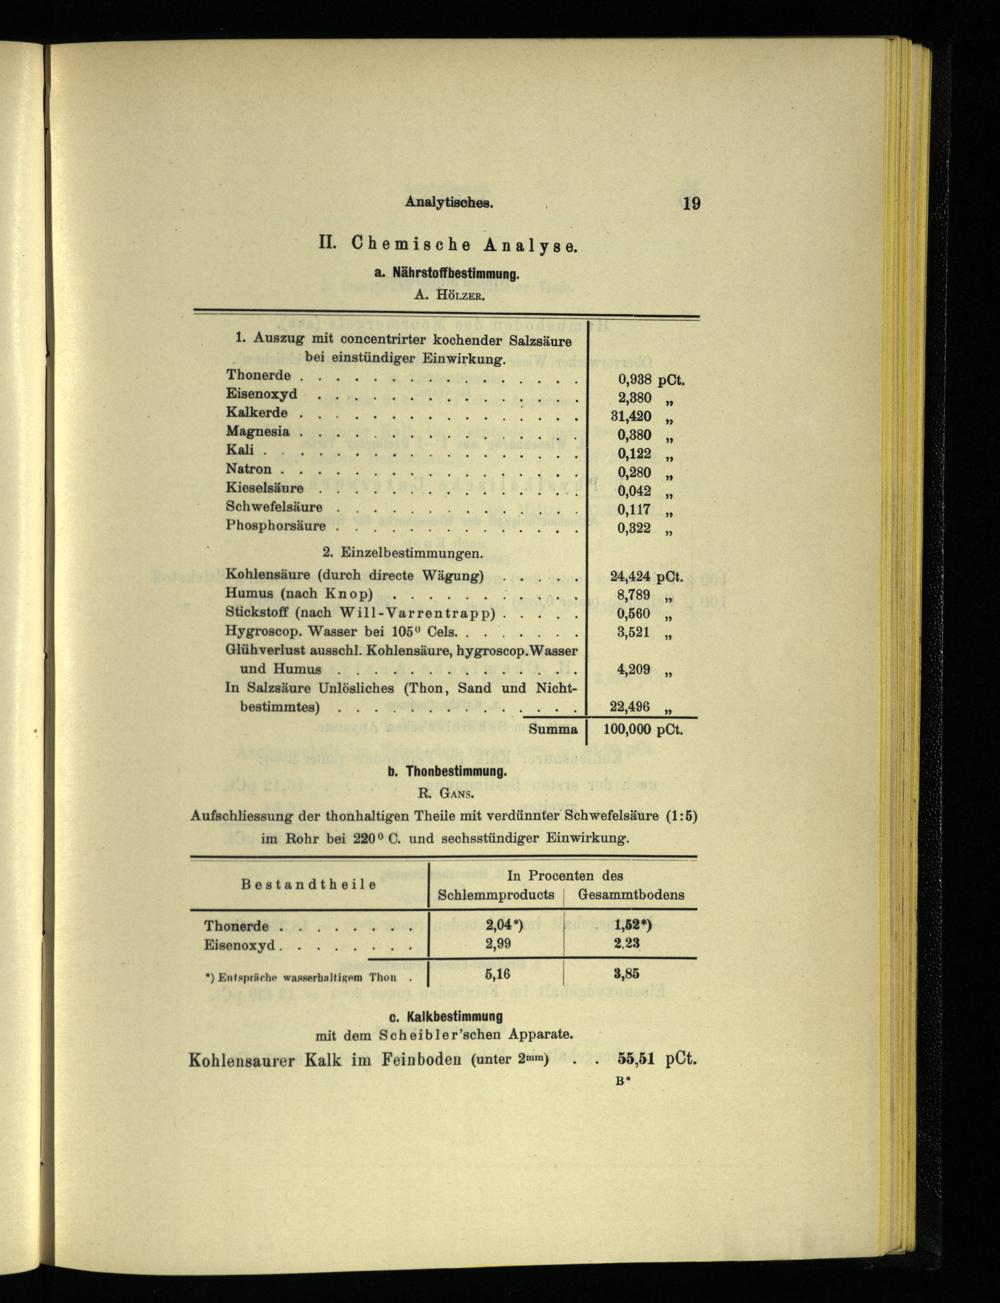 Analytisches. 19
II. Chemische Analyse.
a. Nährstoffbestimmung.
A. HÖLZER.
1. Auszug mit concentrirter kochender Salzsäure
bei einstündiger Einwirkung.
Thonerde . . . . . . . . . . . . . . . . 0,938 pCt.
Eisenoxyd . . . . . . . . . . . . . . . 2,380 „
Kalkerde . . . . . . . . . . . . . . . . 31,420 „
Magnesia . . . . . . . . . . . . . . . . 0,380 „
Kali . . . . . . . . . . . . . . . . . . 0,122 „
Natron . . . . . . . . . . . . . . . . . 0,280 „
Kieselsäure . . . . . . . . . . . . . . . 0,042 „
Schwefelsäure . . . . . . . . . . . . . . 0,117 „
Phosphorsäure . . . . . . . . . . . . . . 0,322 „
2. Einzelbestimmungen.
Kohlensäure (durch directe Wägung) . . . . . 24,424 pCt.
Humus (nach Knop) . . . . . . . . . . . 8,789 „
Stickstoff (nach Will-Varrentrapp) . . . . . 0,560 „
Hygroscop. Wasser bei 105⁰ Cels. . . . . . . . 3,521 „
Glühverlust ausschl. Kohlensäure, hygroscop.Wasser
und Humus . . . . . . . . . . . . . . 4,209 „
In Salzsäure Unlösliches (Thon, Sand und Nicht-
bestimmtes) . . . . . . . . . . . . . . 22,496 „
Summa 100,000 pCt.
b. Thonbestimmung.
R. GANS.
Aufschliessung der thonhaltigen Theile mit verdünnter Schwefelsäure (1:5)
im Rohr bei 220⁰ C. und sechsstündiger Einwirkung.
Bestandtheile In Procenten des
Schlemmproducts | Gesammtbodens
Thonerde . . . . . . . . 2,04*) 1,52*)
Eisenoxyd . . . . . . . . 2,99 2,23
*) Entspräche wasserhaltigem Thon . 5,16 3,85
c. Kalkbestimmung
mit dem Scheibler'schen Apparate.
Kohlensaurer Kalk im Feinboden (unter 2ᵐᵐ) . . 55,51 pCt.
B*